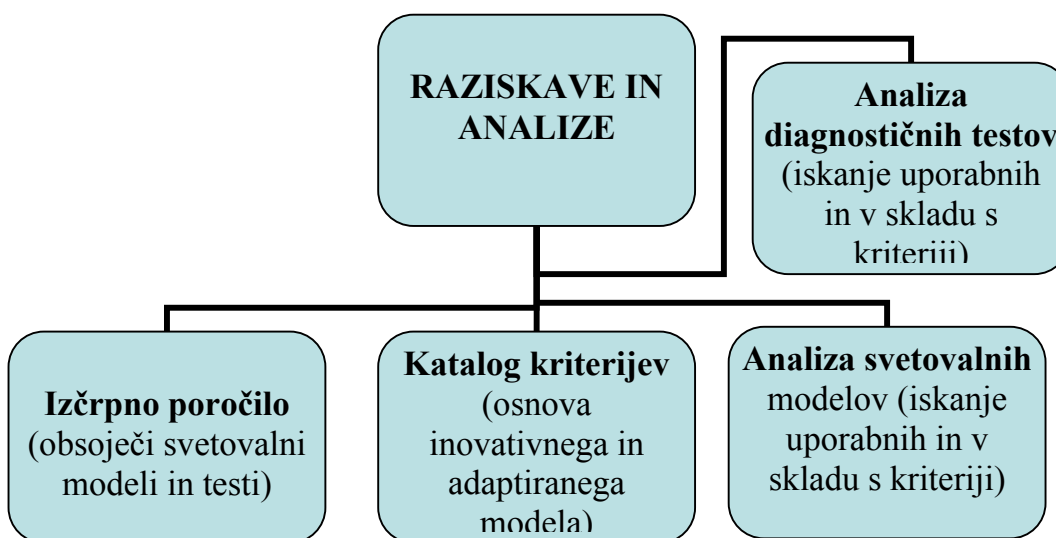 RAZISKAVE IN
ANALIZE
Analiza
diagnostičnih testov
(iskanje uporabnih
in v skladu s
kriteriji)
Izčrpno poročilo
(obsoječi svetovalni
modeli in testi)
Katalog kriterijev
(osnova
inovativnega in
adaptiranega
modela)
Analiza svetovalnih
modelov (iskanje
uporabnih in v
skladu s kriteriji)